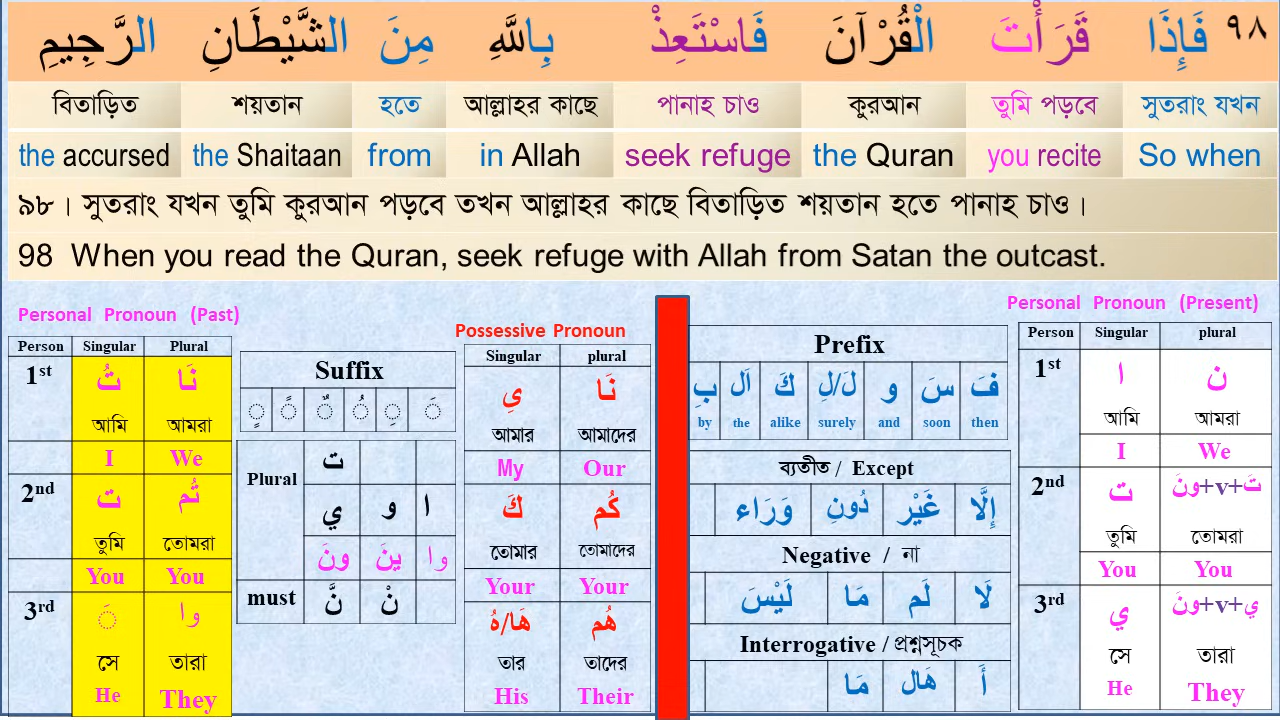 ٩٨ فَإِذَا قَرَأْتَ الْقُرْآنَ فَاسْتَعِذْ بِاللَّهِ مِنَ الشَّيْطَانِ الرَّجِيمِ
বিতাড়িত শয়তান হতে আল্লাহর কাছে পানাহ চাও কুরআন তুমি পড়বে সুতরাং যখন
the accursed the Shaitaan from in Allah seek refuge the Quran you recite So when
৯৮। সুতরাং যখন তুমি কুরআন পড়বে তখন আল্লাহর কাছে বিতাড়িত শয়তান হতে পানাহ চাও।
98 When you read the Quran, seek refuge with Allah from Satan the outcast.
Personal Pronoun (Past)
Person Singular Plural
1st تُ نَا
আমি আমরা
I We
2nd ت تُم
তুমি তোমরা
You You
3rd َ وا
সে তারা
He They
Suffix
ٍ ً ٌ ُ ِ َ
Plural ت
ي و ا
ونَ ينَ وا
must نَّ نْ
Possessive Pronoun
Singular plural
يِ نَا
আমার আমাদের
My Our
كَ كُم
তোমার তোমাদের
Your Your
هَا/هُ هُم
তার তাদের
His Their
Prefix
بِ اَل كَ لَ/لِ و سَ فَ
by the alike surely and soon then
ব্যতীত / Except
وَرَاء دُونِ غَيْر إِلَّا
Negative / না
لَيْسَ مَا لَم لَا
Interrogative / প্রশ্নসূচক
مَا هَال أَ
Personal Pronoun (Present)
Person Singular plural
1st ا ن
আমি আমরা
I We
2nd ت تَ+v+ونَ
তুমি তোমরা
You You
3rd ي ي+v+ونَ
সে তারা
He They